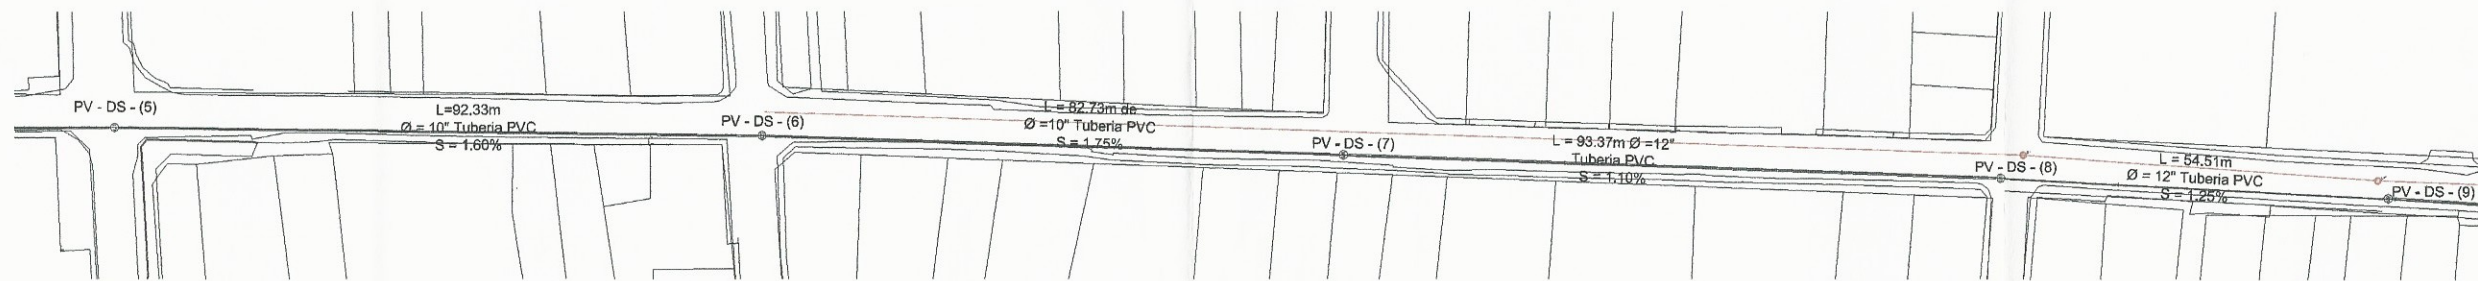 PV - DS - (5)
L=92.33m
Ø = 10" Tuberia PVC
S = 1.60%
PV - DS - (6)
L = 82.73m de
Ø =10" Tuberia PVC
S = 1.75%
PV - DS - (7)
L = 93.37m Ø =12"
Tuberia PVC
S = 1.10%
PV - DS - (8)
L = 54.51m
Ø = 12" Tuberia PVC
S = 1.25%
PV - DS - (9)